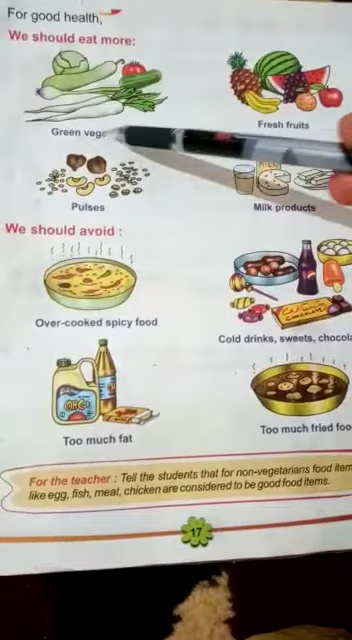 For good health,
We should eat more:
Green vege
Fresh fruits
Pulses
Milk products
We should avoid :
Over-cooked spicy food
Cold drinks, sweets, chocola
Too much fat
Too much fried foo
For the teacher : Tell the students that for non-vegetarians food item
like egg, fish, meat, chicken are considered to be good food items.
17